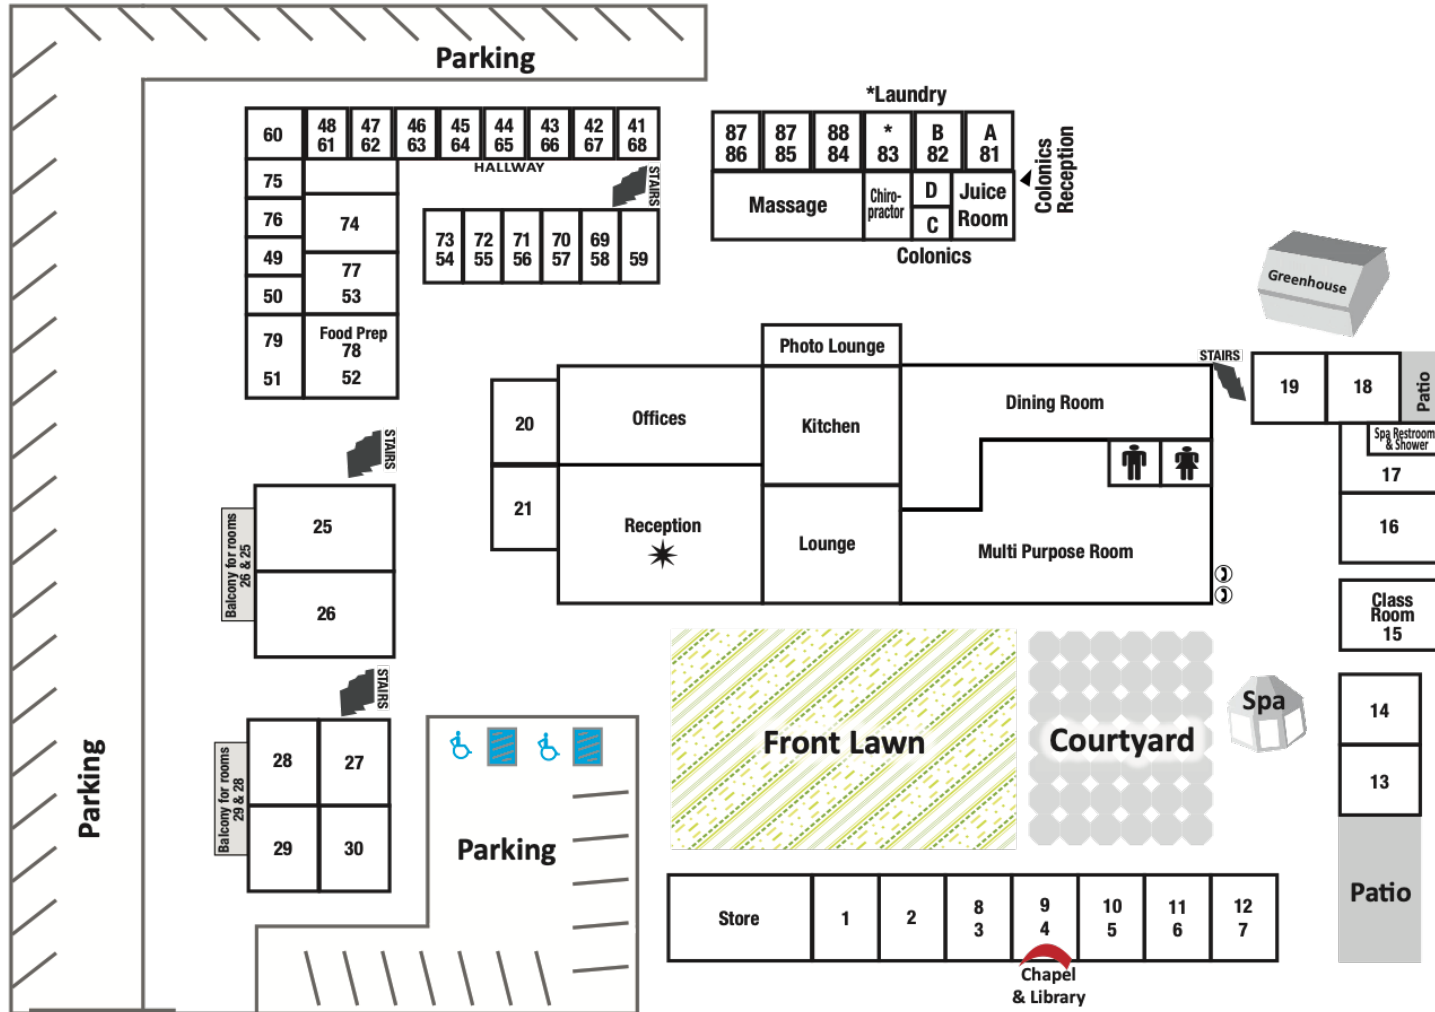 Parking
*Laundry
60
48
61
47
62
46
63
45
64
44
65
43
66
42
67
41
68
HALLWAY
STAIRS
75
76
74
49
77
50
53
79
51
Food Prep
78
52
73
54
72
55
71
56
70
57
69
58
59
87
86
87
85
88
84
*
83
B
82
A
81
Massage
Chiro-
practor
D
C
Juice
Room
Colonics
Reception
Colonics
Greenhouse
Photo Lounge
20
21
Offices
Kitchen
Dining Room
Reception
Lounge
Multi Purpose Room
STAIRS
19
18
Patio
Spa Restroom
& Shower
17
16
Class
Room
15
14
13
Patio
Spa
STAIRS
25
26
Balcony for rooms
26 & 25
STAIRS
28
27
29
30
Balcony for rooms
29 & 28
Parking
Parking
Front Lawn
Courtyard
Store
1
2
8
3
9
4
10
5
11
6
12
7
Chapel
& Library